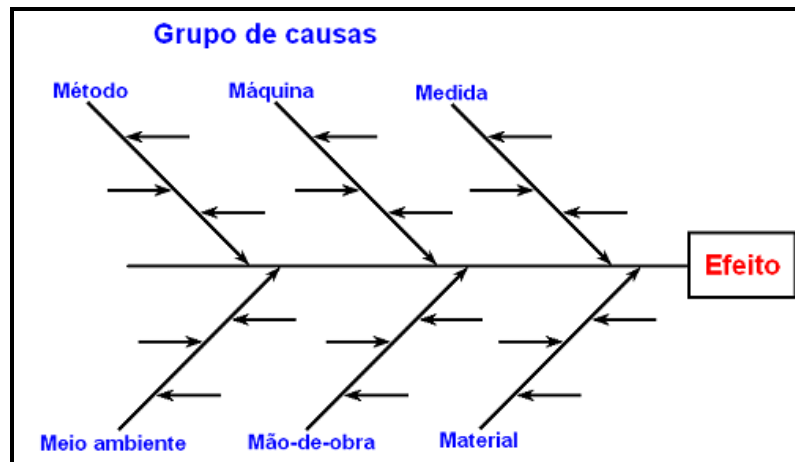 Grupo de causas
Método
Máquina
Medida
Efeito
Meio ambiente
Mão-de-obra
Material